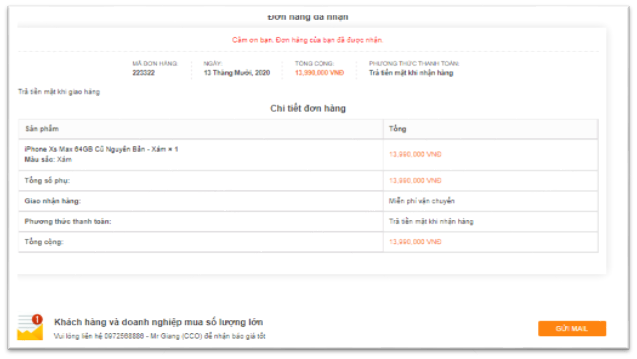 Đơn hàng đã nhận
Cảm ơn bạn. Đơn hàng của bạn đã được nhận
MÃ ĐƠN HÀNG: NGÀY: TỔNG CỘNG: PHƯƠNG THỨC THANH TOÁN:
223322 13 Tháng Mười, 2020 13,990,000 VNĐ Trả tiền mặt khi nhận hàng
Trả tiền mặt khi giao hàng
Chi tiết đơn hàng
Sản phẩm Tổng
iPhone Xs Max 64GB Cũ Nguyên Bản - Xám × 1 13,990,000 VNĐ
Màu sắc: Xám
Tổng số phụ: 13,990,000 VNĐ
Giao nhận hàng: Miễn phí vận chuyển
Phương thức thanh toán: Trả tiền mặt khi nhận hàng
Tổng cộng: 13,990,000 VNĐ
1
Khách hàng và doanh nghiệp mua số lượng lớn
Vui lòng liên hệ 0972568888 - Mr Giang (CCO) để nhận báo giá tốt
GỬI MAIL